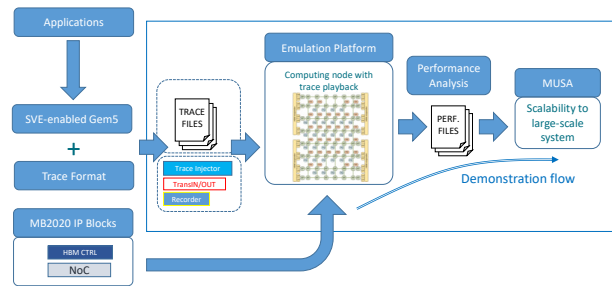 Applications
SVE-enabled Gem5
+
Trace Format
MB2020 IP Blocks
HBM CTRL
NoC
TRACE
FILES
Trace Injector
TransIN/OUT
Recorder
Emulation Platform
Computing node with
trace playback
Performance
Analysis
PERF.
FILES
MUSA
Scalability to
large-scale
system
Demonstration flow